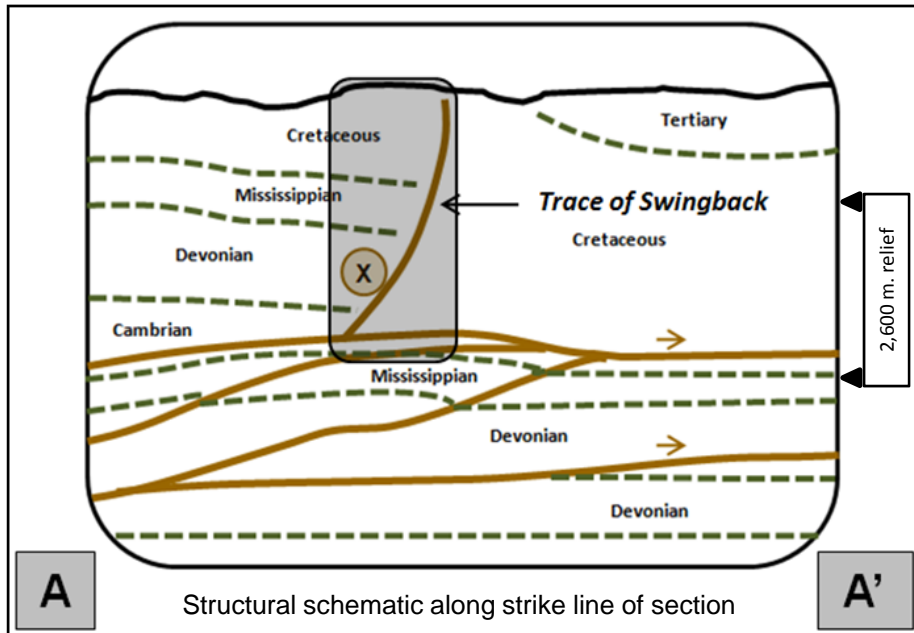 Cretaceous
Tertiary
Mississippian
Trace of Swingback
Cretaceous
Devonian
2,600 m. relief
X
Cambrian
Mississippian
Devonian
Devonian
A
Structural schematic along strike line of section
A'